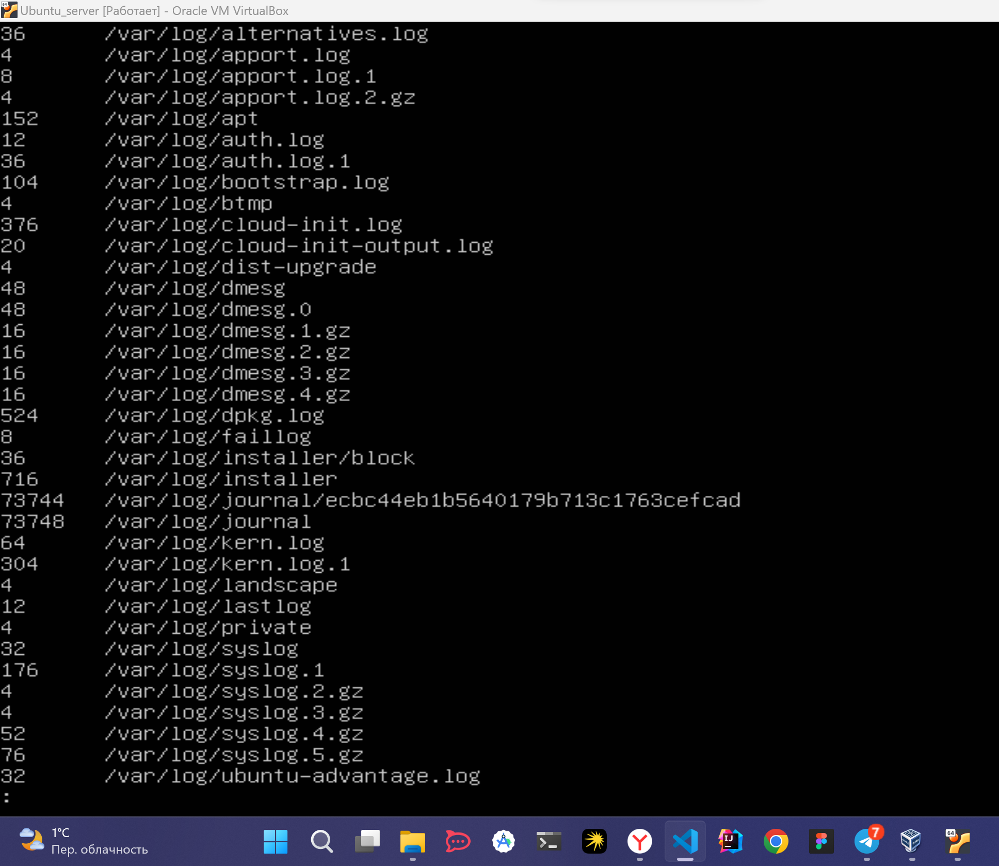 Ubuntu_server [Работает] - Oracle VM VirtualBox
36 /var/log/alternatives.log
4 /var/log/apport.log
8 /var/log/apport.log.1
4 /var/log/apport.log.2.gz
152 /var/log/apt
12 /var/log/auth.log
36 /var/log/auth.log.1
104 /var/log/bootstrap.log
4 /var/log/btmp
376 /var/log/cloud-init.log
20 /var/log/cloud-init-output.log
4 /var/log/dist-upgrade
48 /var/log/dmesg
48 /var/log/dmesg.0
16 /var/log/dmesg.1.gz
16 /var/log/dmesg.2.gz
16 /var/log/dmesg.3.gz
16 /var/log/dmesg.4.gz
524 /var/log/dpkg.log
8 /var/log/faillog
36 /var/log/installer/block
716 /var/log/installer
73744 /var/log/journal/ecbc44eb1b5640179b713c1763cefcad
73748 /var/log/journal
64 /var/log/kern.log
304 /var/log/kern.log.1
4 /var/log/landscape
12 /var/log/lastlog
4 /var/log/private
32 /var/log/syslog
176 /var/log/syslog.1
4 /var/log/syslog.2.gz
4 /var/log/syslog.3.gz
52 /var/log/syslog.4.gz
76 /var/log/syslog.5.gz
32 /var/log/ubuntu-advantage.log
:
1°C
Пер. облачность
IJ
7
64